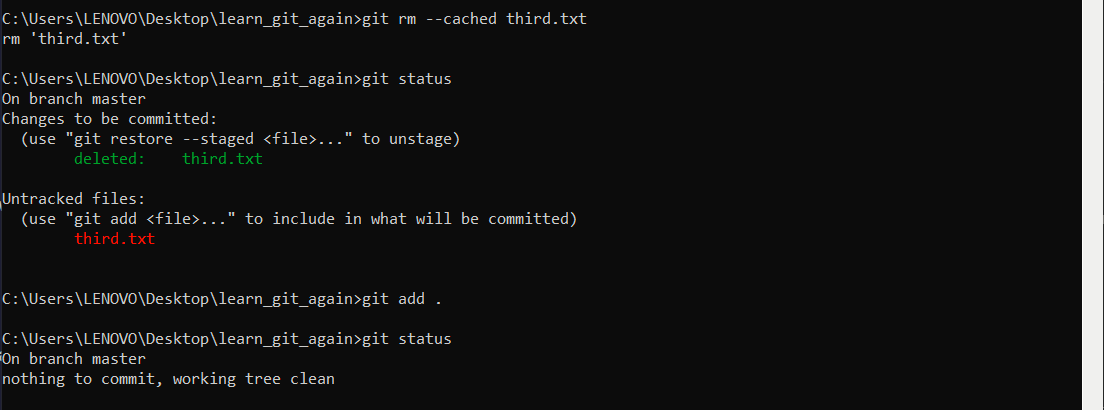 C:\Users\LENOVO\Desktop\learn_git_again>git rm --cached third.txt
rm 'third.txt'
C:\Users\LENOVO\Desktop\learn_git_again>git status
On branch master
Changes to be committed:
  (use "git restore --staged <file>..." to unstage)
        deleted:    third.txt
Untracked files:
  (use "git add <file>..." to include in what will be committed)
        third.txt
C:\Users\LENOVO\Desktop\learn_git_again>git add .
C:\Users\LENOVO\Desktop\learn_git_again>git status
On branch master
nothing to commit, working tree clean